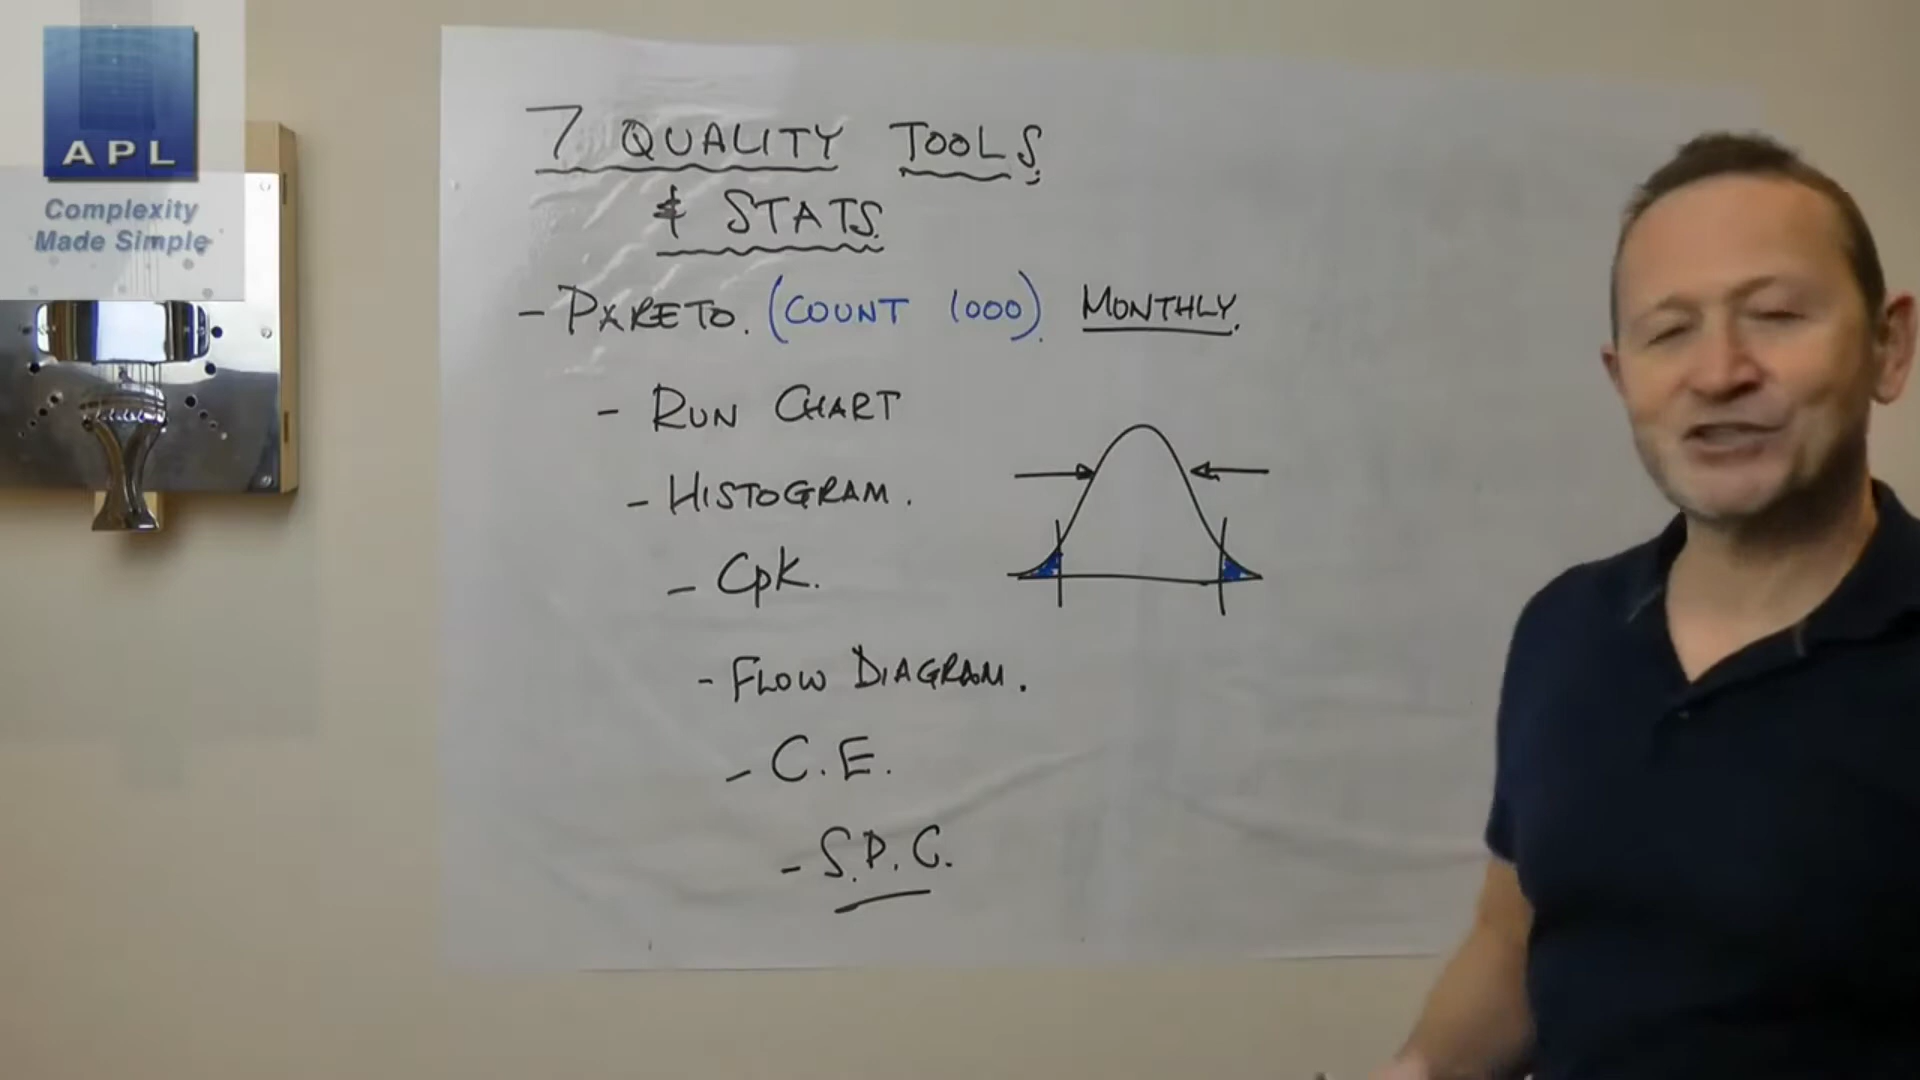 APL
Complexity
Made Simple
7 QUALITY TOOLS
& STATS.
- PARETO. (COUNT 1000). MONTHLY.
- RUN CHART
- HISTOGRAM.
- Cpk.
- FLOW DIAGRAM.
- C.E.
- S.P.C.